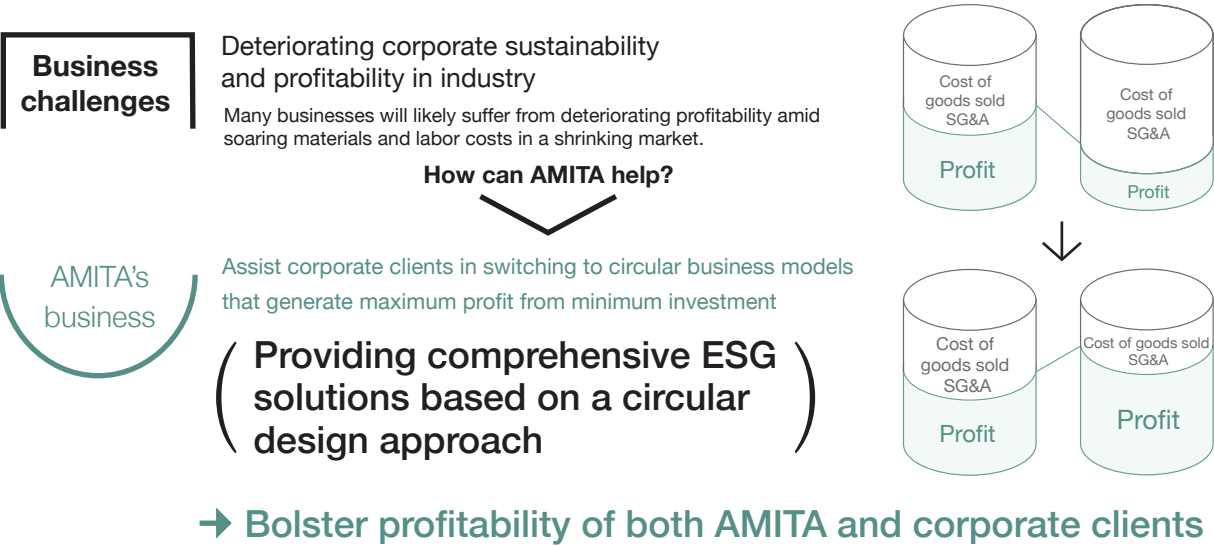 Business
challenges
Deteriorating corporate sustainability
and profitability in industry
Many businesses will likely suffer from deteriorating profitability amid
soaring materials and labor costs in a shrinking market.
How can AMITA help?
Cost of
goods sold
SG&A
Profit
Cost of
goods sold
SG&A
Profit
AMITA's
business
Assist corporate clients in switching to circular business models
that generate maximum profit from minimum investment
Providing comprehensive ESG
solutions based on a circular
design approach
Cost of
goods sold
SG&A
Profit
Cost of goods sold
SG&A
Profit
Bolster profitability of both AMITA and corporate clients